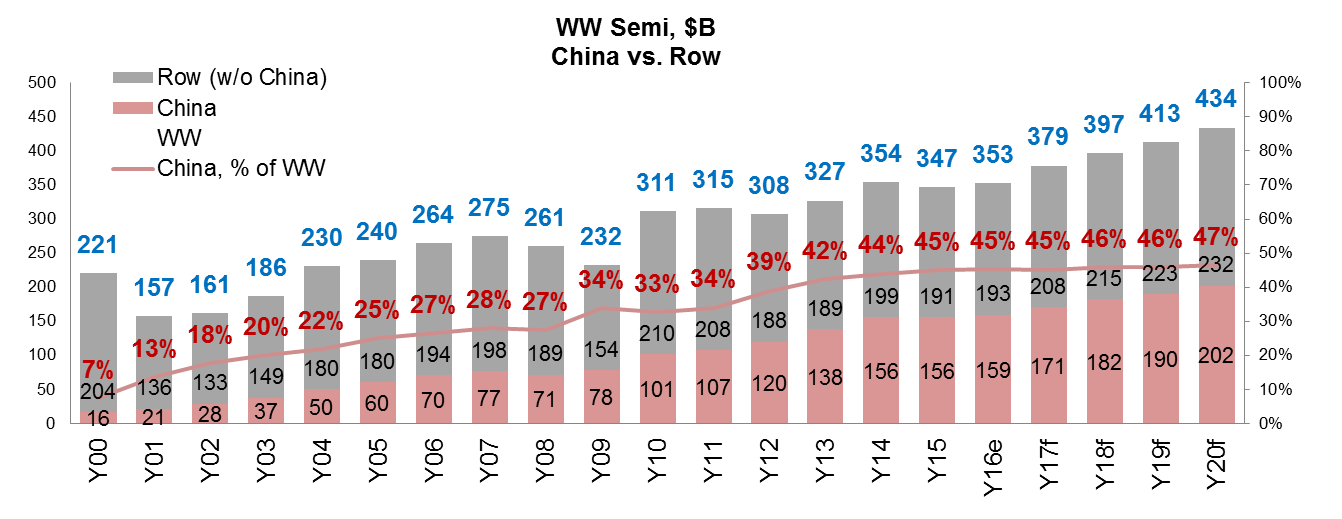 WW Semi, $B
China vs. Row
Row (w/o China)
China
WW
China, % of WW
500
450
400
350
300
250
200
150
100
50
0
100%
90%
80%
70%
60%
50%
40%
30%
20%
10%
0%
221 157 161 186 230 240 264 275 261 232 311 315 308 327 354 347 353 379 397 413 434
7% 13% 18% 20% 22% 25% 27% 28% 27% 34% 33% 34% 39% 42% 44% 45% 45% 45% 46% 46% 47%
204 136 133 149 180 180 194 198 189 154 210 208 188 189 199 191 193 208 215 223 232
16 21 28 37 50 60 70 77 71 78 101 107 120 138 156 156 159 171 182 190 202
Y00 Y01 Y02 Y03 Y04 Y05 Y06 Y07 Y08 Y09 Y10 Y11 Y12 Y13 Y14 Y15 Y16e Y17f Y18f Y19f Y20f